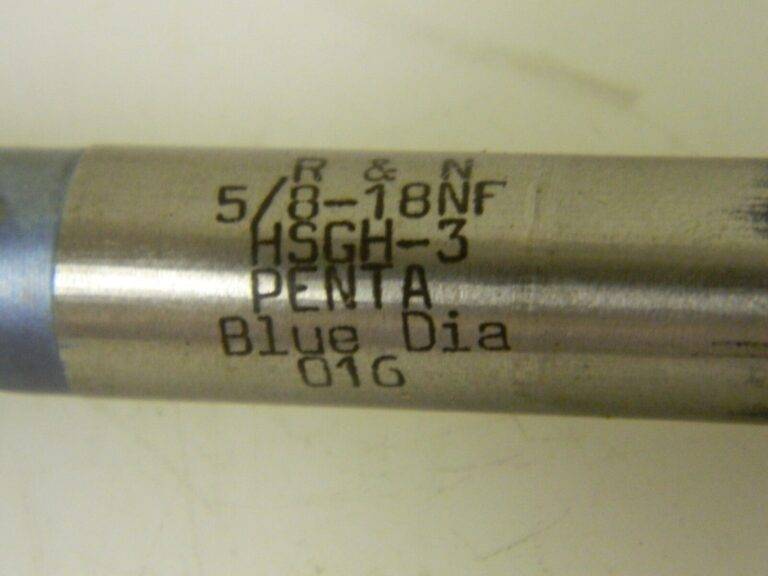 R & N
5/8-18NF
HSGH-3
PENTA
Blue Dia
01G